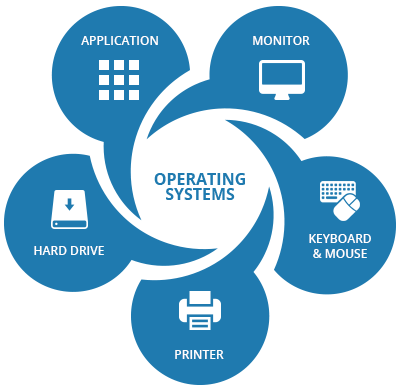 APPLICATION
MONITOR
OPERATING
SYSTEMS
HARD DRIVE
KEYBOARD
& MOUSE
PRINTER